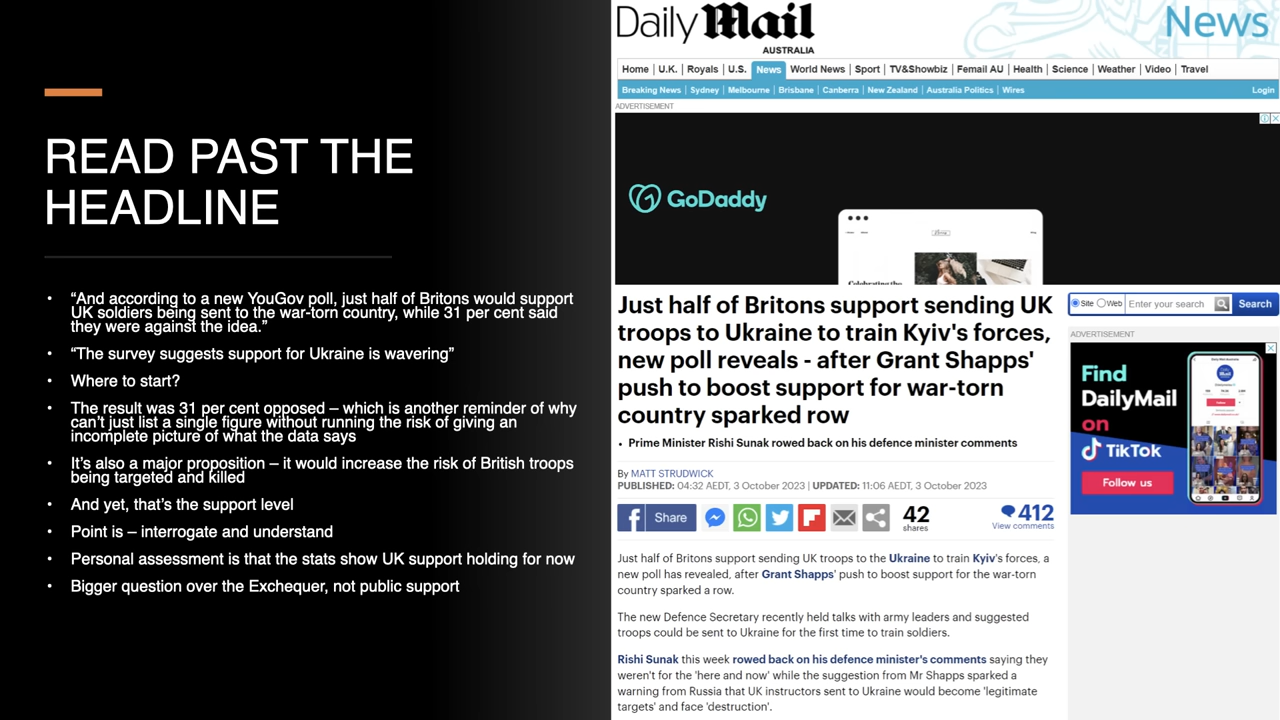 READ PAST THE
HEADLINE
• “And according to a new YouGov poll, just half of Britons would support
UK soldiers being sent to the war-torn country, while 31 per cent said
they were against the idea.”
• “The survey suggests support for Ukraine is wavering”
• Where to start?
• The result was 31 per cent opposed – which is another reminder of why
can’t just list a single figure without running the risk of giving an
incomplete picture of what the data says
• It’s also a major proposition – it would increase the risk of British troops
being targeted and killed
• And yet, that’s the support level
• Point is – interrogate and understand
• Personal assessment is that the stats show UK support holding for now
• Bigger question over the Exchequer, not public support
Daily Mail
AUSTRALIA
News
Home | U.K. | Royals | U.S. | News | World News | Sport | TV&Showbiz | Femail AU | Health | Science | Weather | Video | Travel
Breaking News | Sydney | Melbourne | Brisbane | Canberra | New Zealand | Australia Politics | Wires
Login
ADVERTISEMENT
GoDaddy
Celebrating the
Just half of Britons support sending UK
troops to Ukraine to train Kyiv's forces,
new poll reveals - after Grant Shapps'
push to boost support for war-torn
country sparked row
• Prime Minister Rishi Sunak rowed back on his defence minister comments
By MATT STRUDWICK
PUBLISHED: 04:32 AEDT, 3 October 2023 | UPDATED: 11:06 AEDT, 3 October 2023
Share
42
shares
412
View comments
Just half of Britons support sending UK troops to the Ukraine to train Kyiv's forces, a
new poll has revealed, after Grant Shapps' push to boost support for the war-torn
country sparked a row.
The new Defence Secretary recently held talks with army leaders and suggested
troops could be sent to Ukraine for the first time to train soldiers.
Rishi Sunak this week rowed back on his defence minister's comments saying they
weren't for the 'here and now' while the suggestion from Mr Shapps sparked a
warning from Russia that UK instructors sent to Ukraine would become 'legitimate
targets' and face 'destruction'.
Site Web Enter your search Search
ADVERTISEMENT
Find
DailyMail
on
TikTok
Follow us